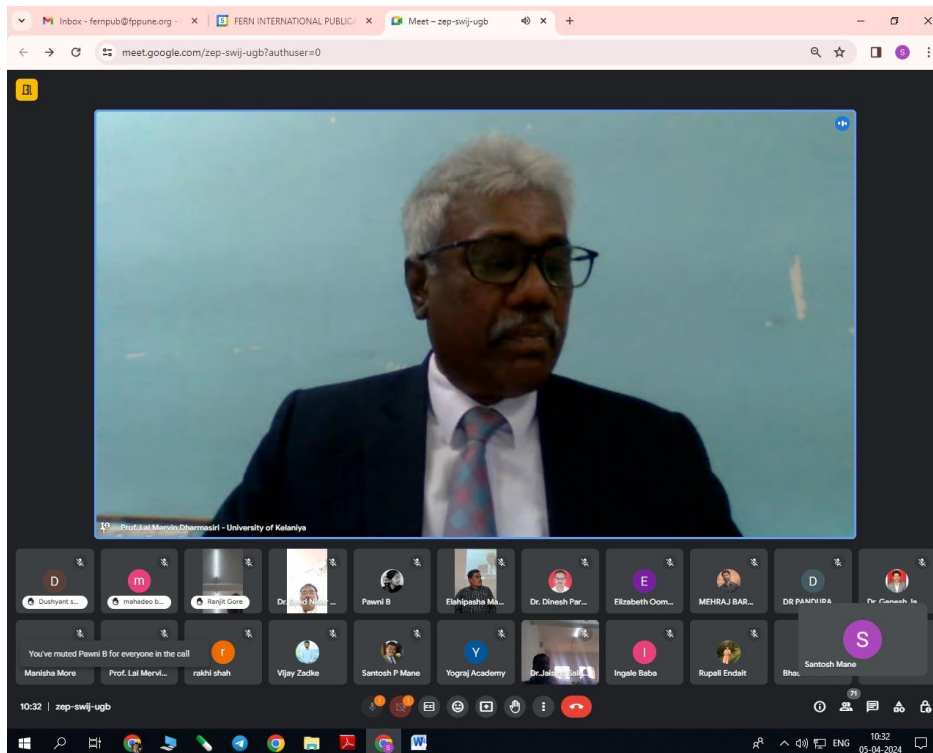 Inbox - fernpub@fppune.org -
FERN INTERNATIONAL PUBLICA
Meet – zep-swij-ugb
meet.google.com/zep-swij-ugb?authuser=0
S
Prof. Lal Mervin Dharmasiri - University of Kelaniya
D
m
E
D
Dushyant s...
mahadeo b...
Ranjit Gore
Pawni B
Elahipasha Ma...
Dr. Dinesh Par...
Elizabeth Oom...
MEHRAJ BAR...
DR PANDURA
Dr. Ganesh
You've muted Pawni B for everyone in the call
r
Y
I
S
Santosh Mane
Manisha More
Prof. Lal Mervi...
rakhi shah
Vijay Zadke
Santosh P Mane
Yograj Academy
Ingale Baba
Rupali Endait
10:32 | zep-swij-ugb
71
ENG
10:32
05-04-2024